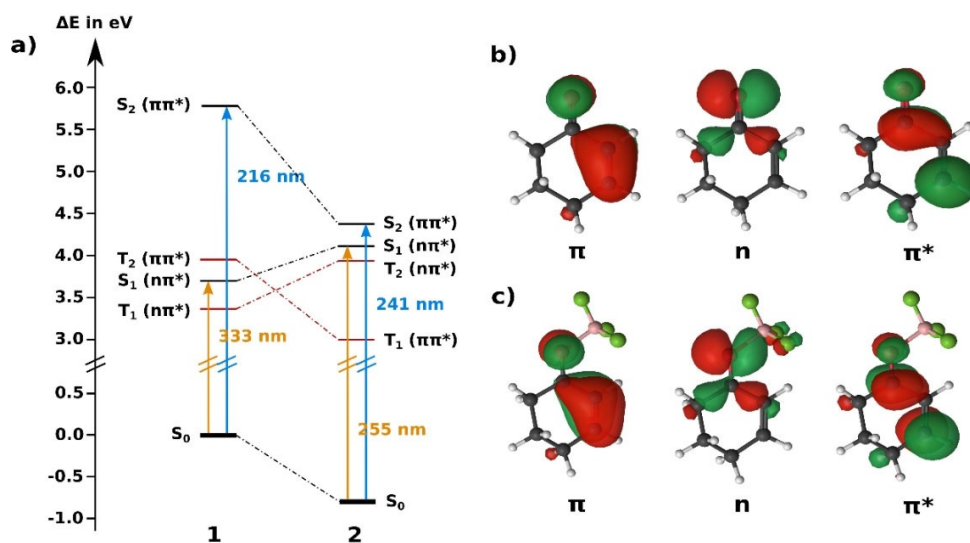 ΔE in eV
a)
b)
c)
6.0
5.5
5.0
4.5
4.0
3.5
3.0
0.5
0.0
-0.5
-1.0
S₂ (ππ*)
216 nm
T₂ (ππ*)
S₁ (nπ*)
T₁ (nπ*)
333 nm
S₀
1
S₂ (ππ*)
S₁ (nπ*)
T₂ (nπ*)
241 nm
T₁ (ππ*)
255 nm
S₀
2
π n π*
π n π*